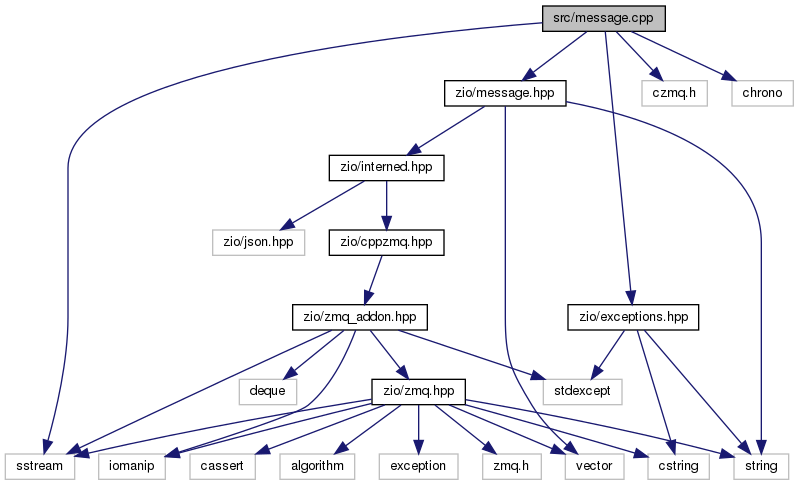 src/message.cpp
zio/message.hpp
czmq.h
chrono
zio/interned.hpp
zio/json.hpp
zio/cppzmq.hpp
zio/zmq_addon.hpp
zio/exceptions.hpp
deque
zio/zmq.hpp
stdexcept
sstream
iomanip
cassert
algorithm
exception
zmq.h
vector
cstring
string